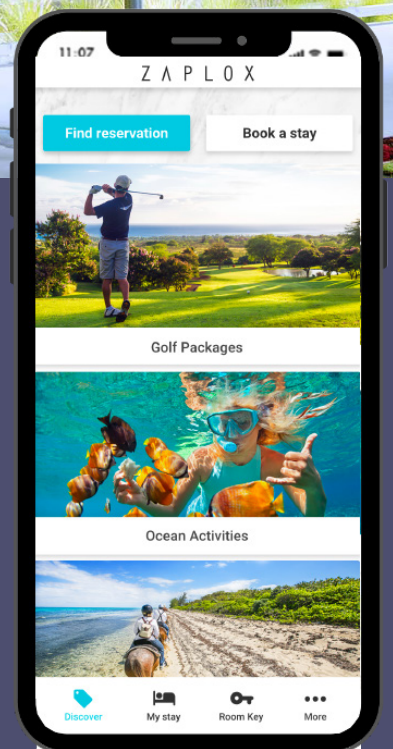 11:07
ZAPLOX
Find reservation
Book a stay
Golf Packages
Ocean Activities
Discover
My stay
Room Key
More